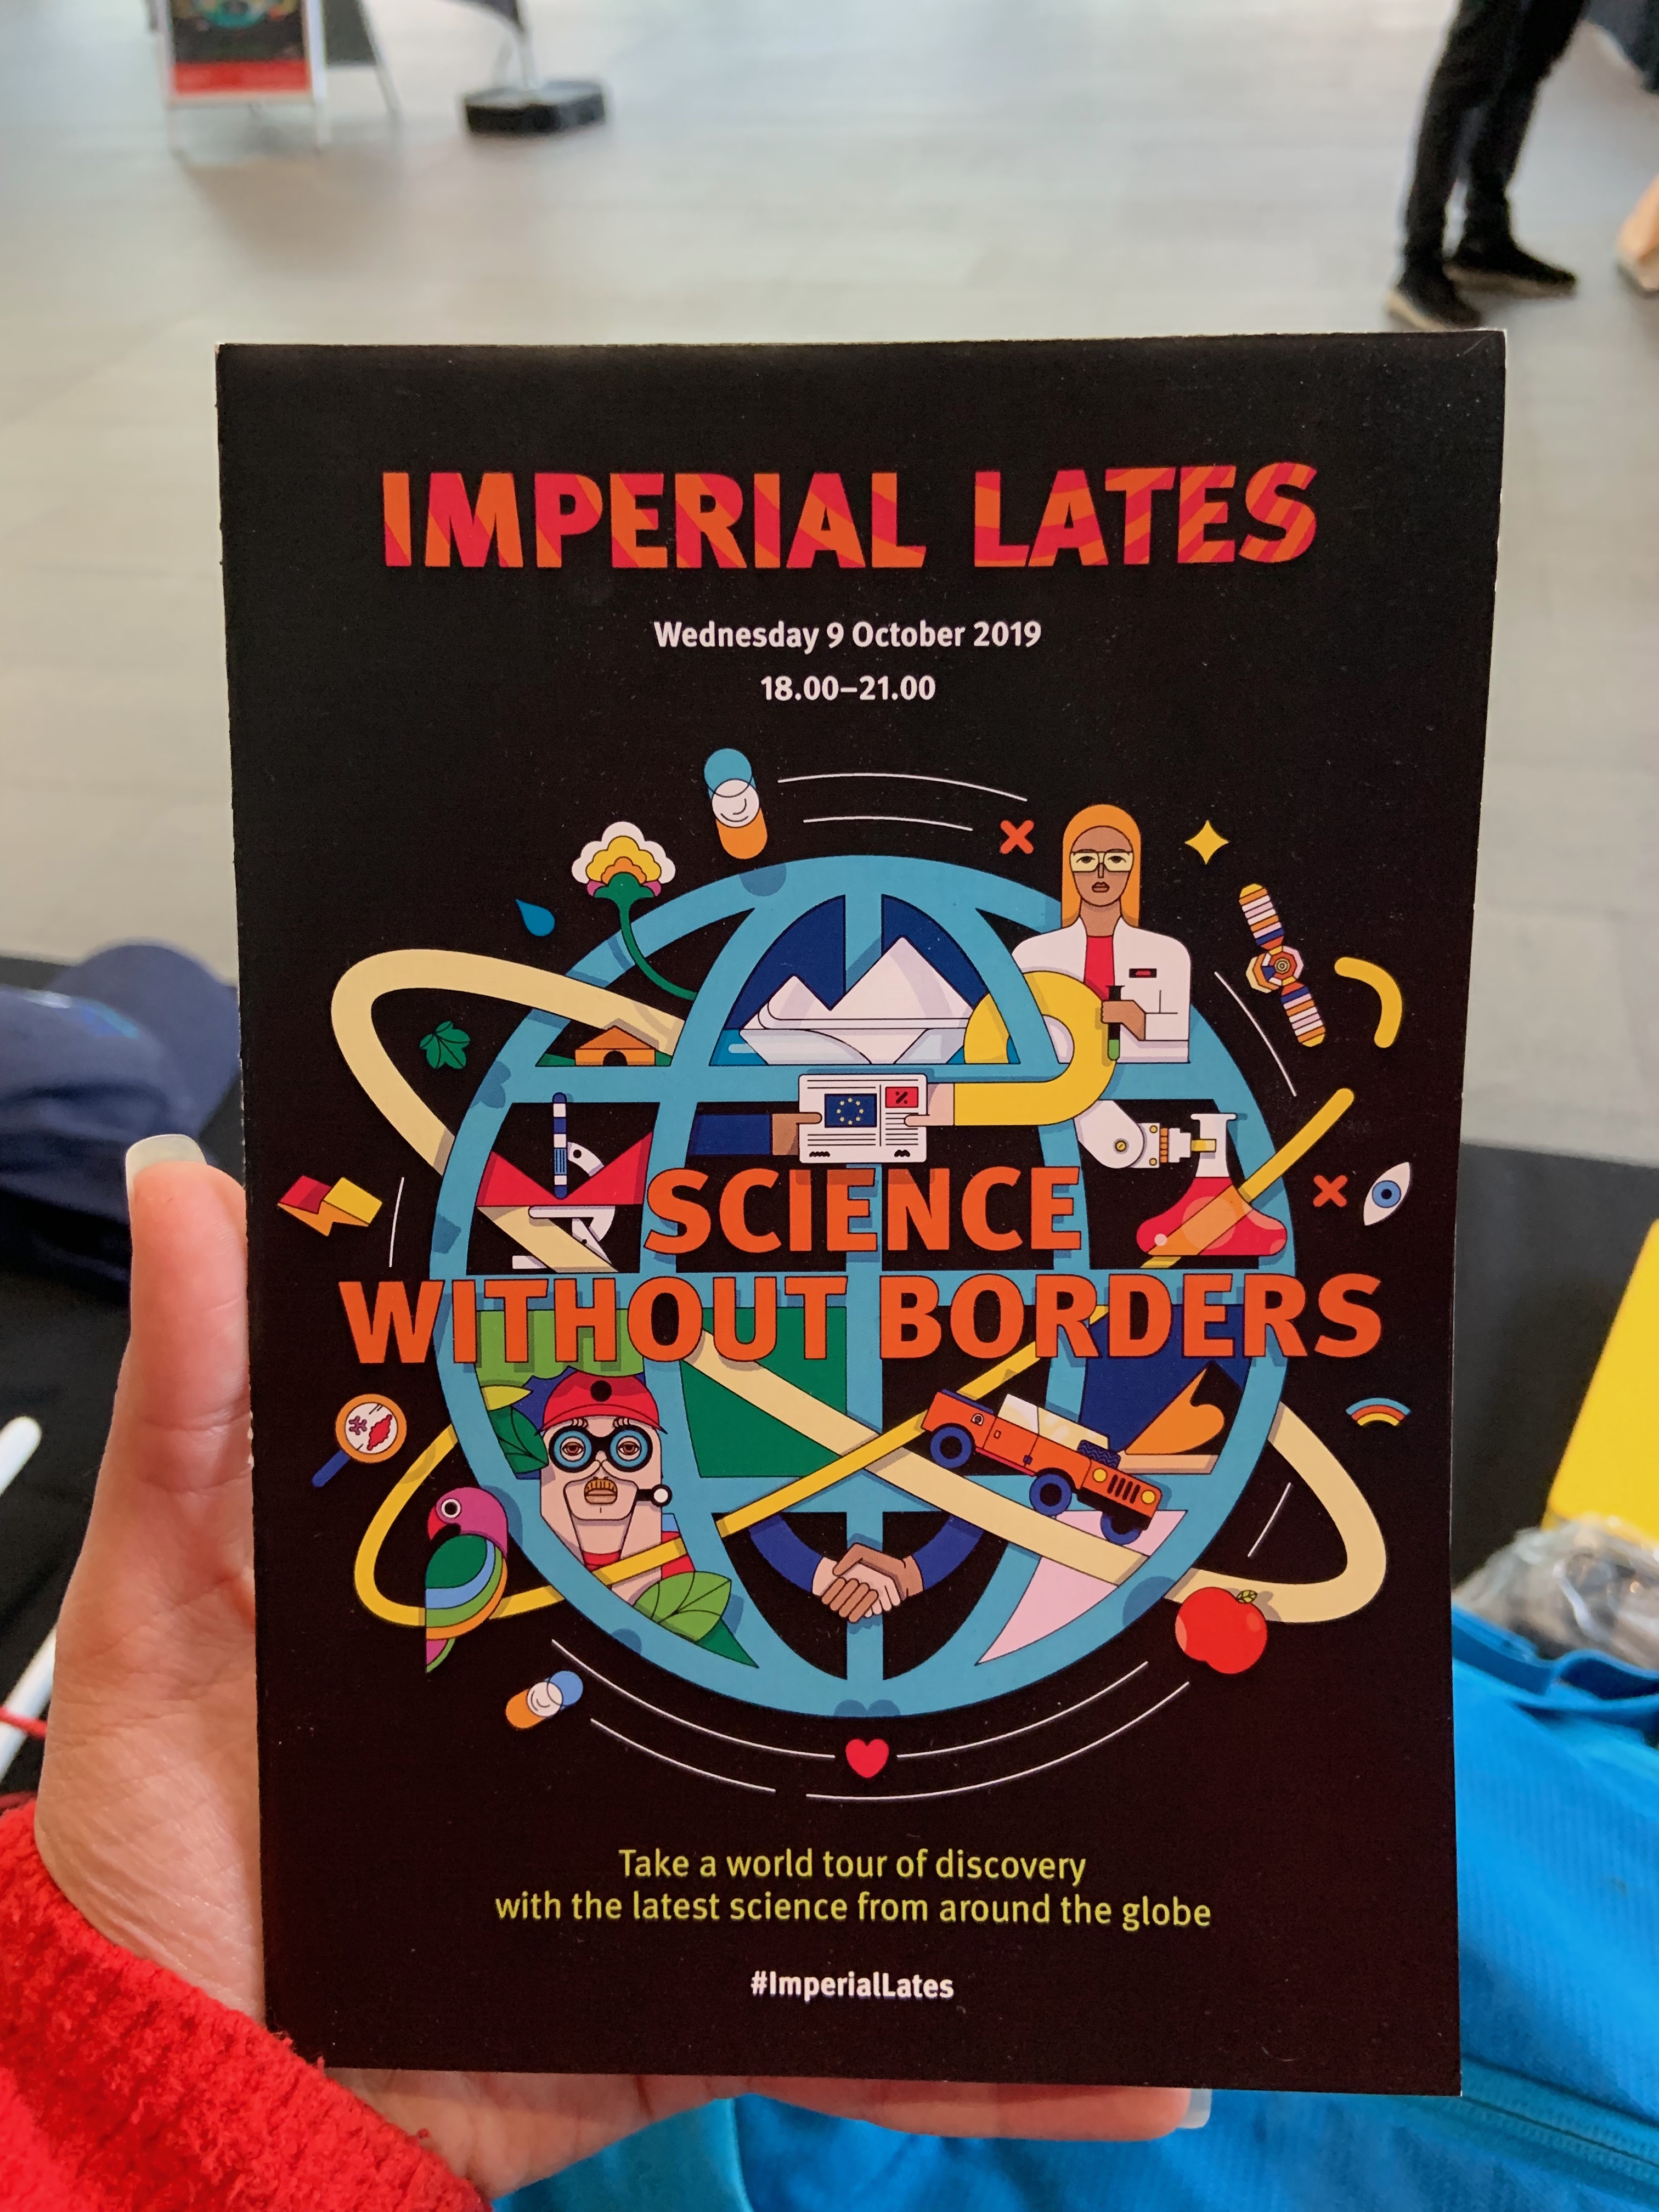 IMPERIAL LATES
Wednesday 9 October 2019
18.00–21.00
SCIENCE
WITHOUT BORDERS
Take a world tour of discovery
with the latest science from around the globe
#ImperialLates